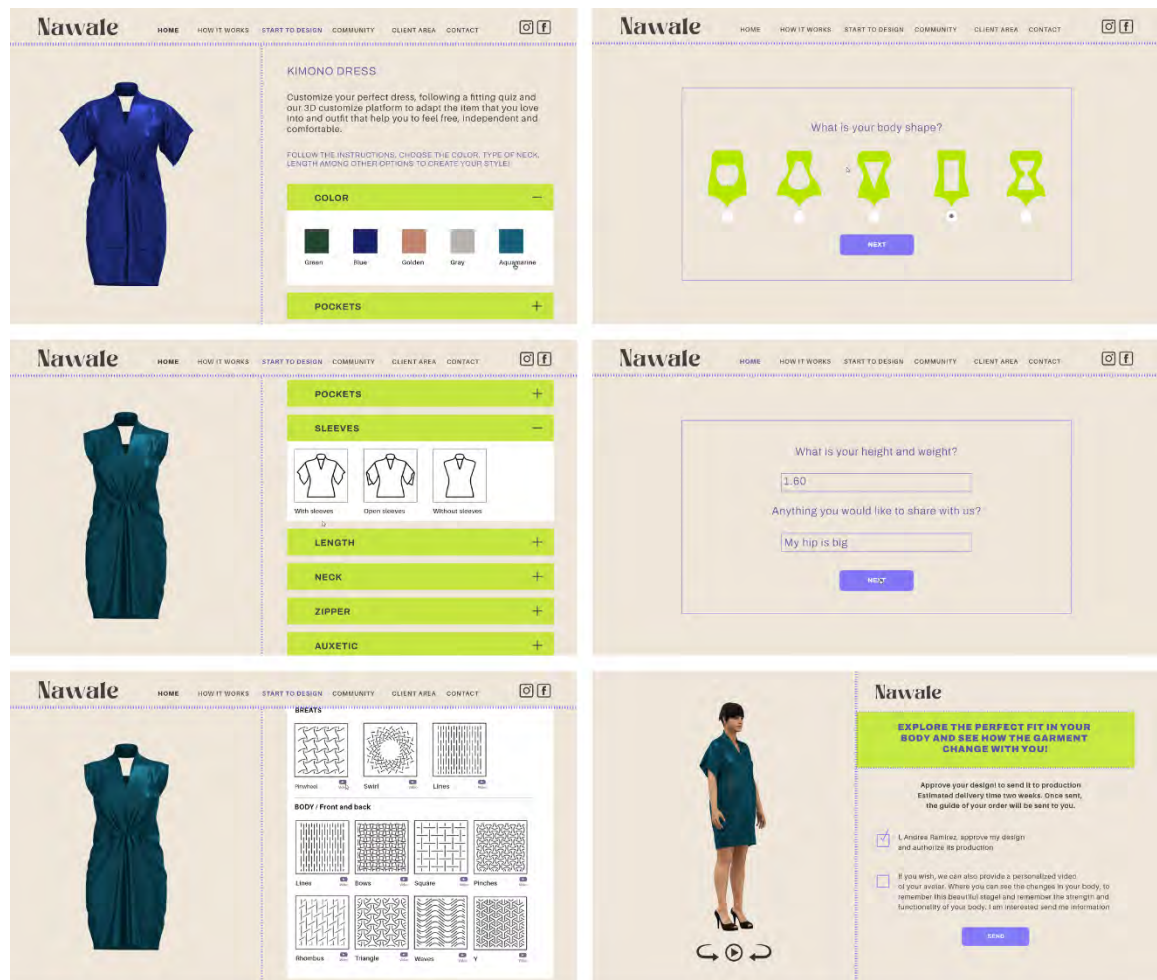 Nawale
HOME HOW IT WORKS START TO DESIGN COMMUNITY CLIENT AREA CONTACT
KIMONO DRESS
Customize your perfect dress, following a fitting quiz and
our 3D customize platform to adapt the item that you love
into and outfit that help you to feel free, independent and
comfortable.
FOLLOW THE INSTRUCTIONS, CHOOSE THE COLOR, TYPE OF NECK,
LENGTH AMONG OTHER OPTIONS TO CREATE YOUR STYLE!
COLOR
Green Blue Golden Gray Aquamarine
POCKETS
Nawale
HOME HOW IT WORKS START TO DESIGN COMMUNITY CLIENT AREA CONTACT
What is your body shape?
NEXT
Nawale
HOME HOW IT WORKS START TO DESIGN COMMUNITY CLIENT AREA CONTACT
POCKETS
SLEEVES
With sleeves Open sleeves Without sleeves
LENGTH
NECK
ZIPPER
AUXETIC
Nawale
HOME HOW IT WORKS START TO DESIGN COMMUNITY CLIENT AREA CONTACT
What is your height and weight?
1.60
Anything you would like to share with us?
My hip is big
NEXT
Nawale
HOME HOW IT WORKS START TO DESIGN COMMUNITY CLIENT AREA CONTACT
BREATS
Pinwheel Swirl Lines
BODY / Front and back
Lines Bows Square Pinches
Rhombus Triangle Waves Y
Nawale
EXPLORE THE PERFECT FIT IN YOUR
BODY AND SEE HOW THE GARMENT
CHANGE WITH YOU!
Approve your design! to send it to production
Estimated delivery time two weeks. Once sent,
the guide of your order will be sent to you.
I, Andrea Ramirez, approve my design
and authorize its production
If you wish, we can also provide a personalized video
of your avatar. Where you can see the changes in your body, to
remember this beautiful stage! and remember the strength and
functionality of your body. I am interested send me information
SEND